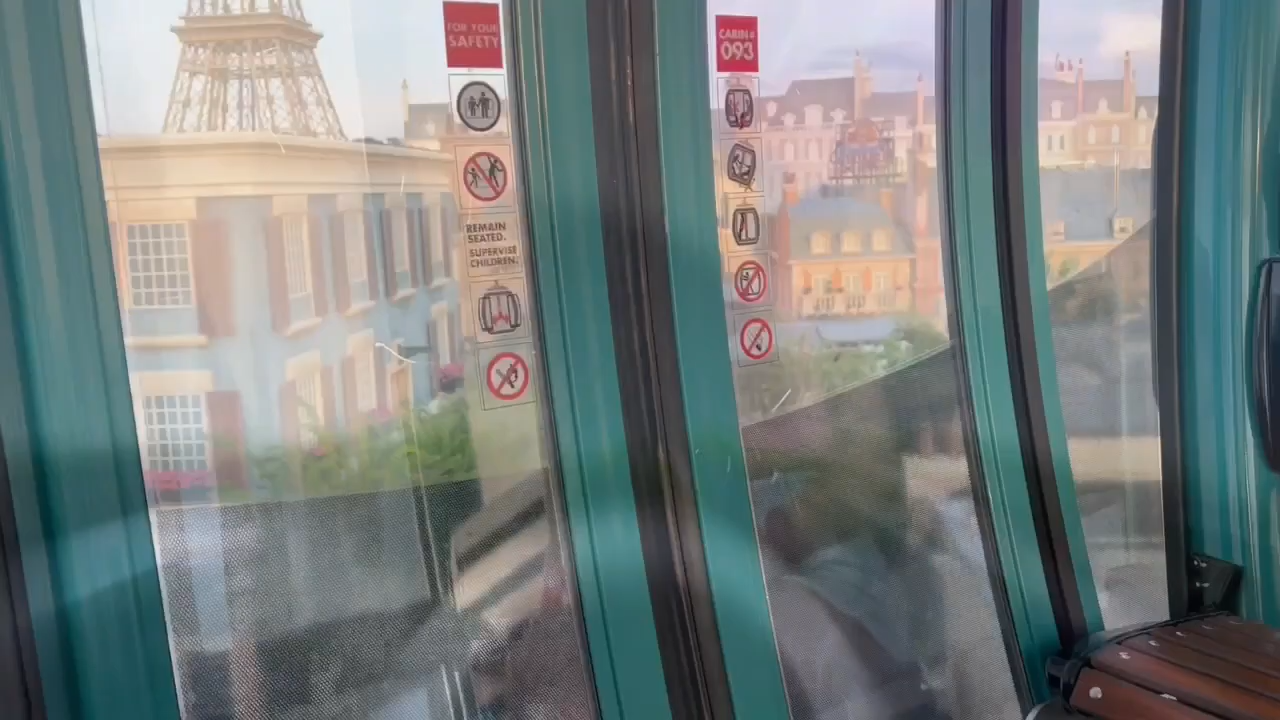 FOR YOUR
SAFETY
REMAIN
SEATED.
SUPERVISE
CHILDREN.
CABIN#
093